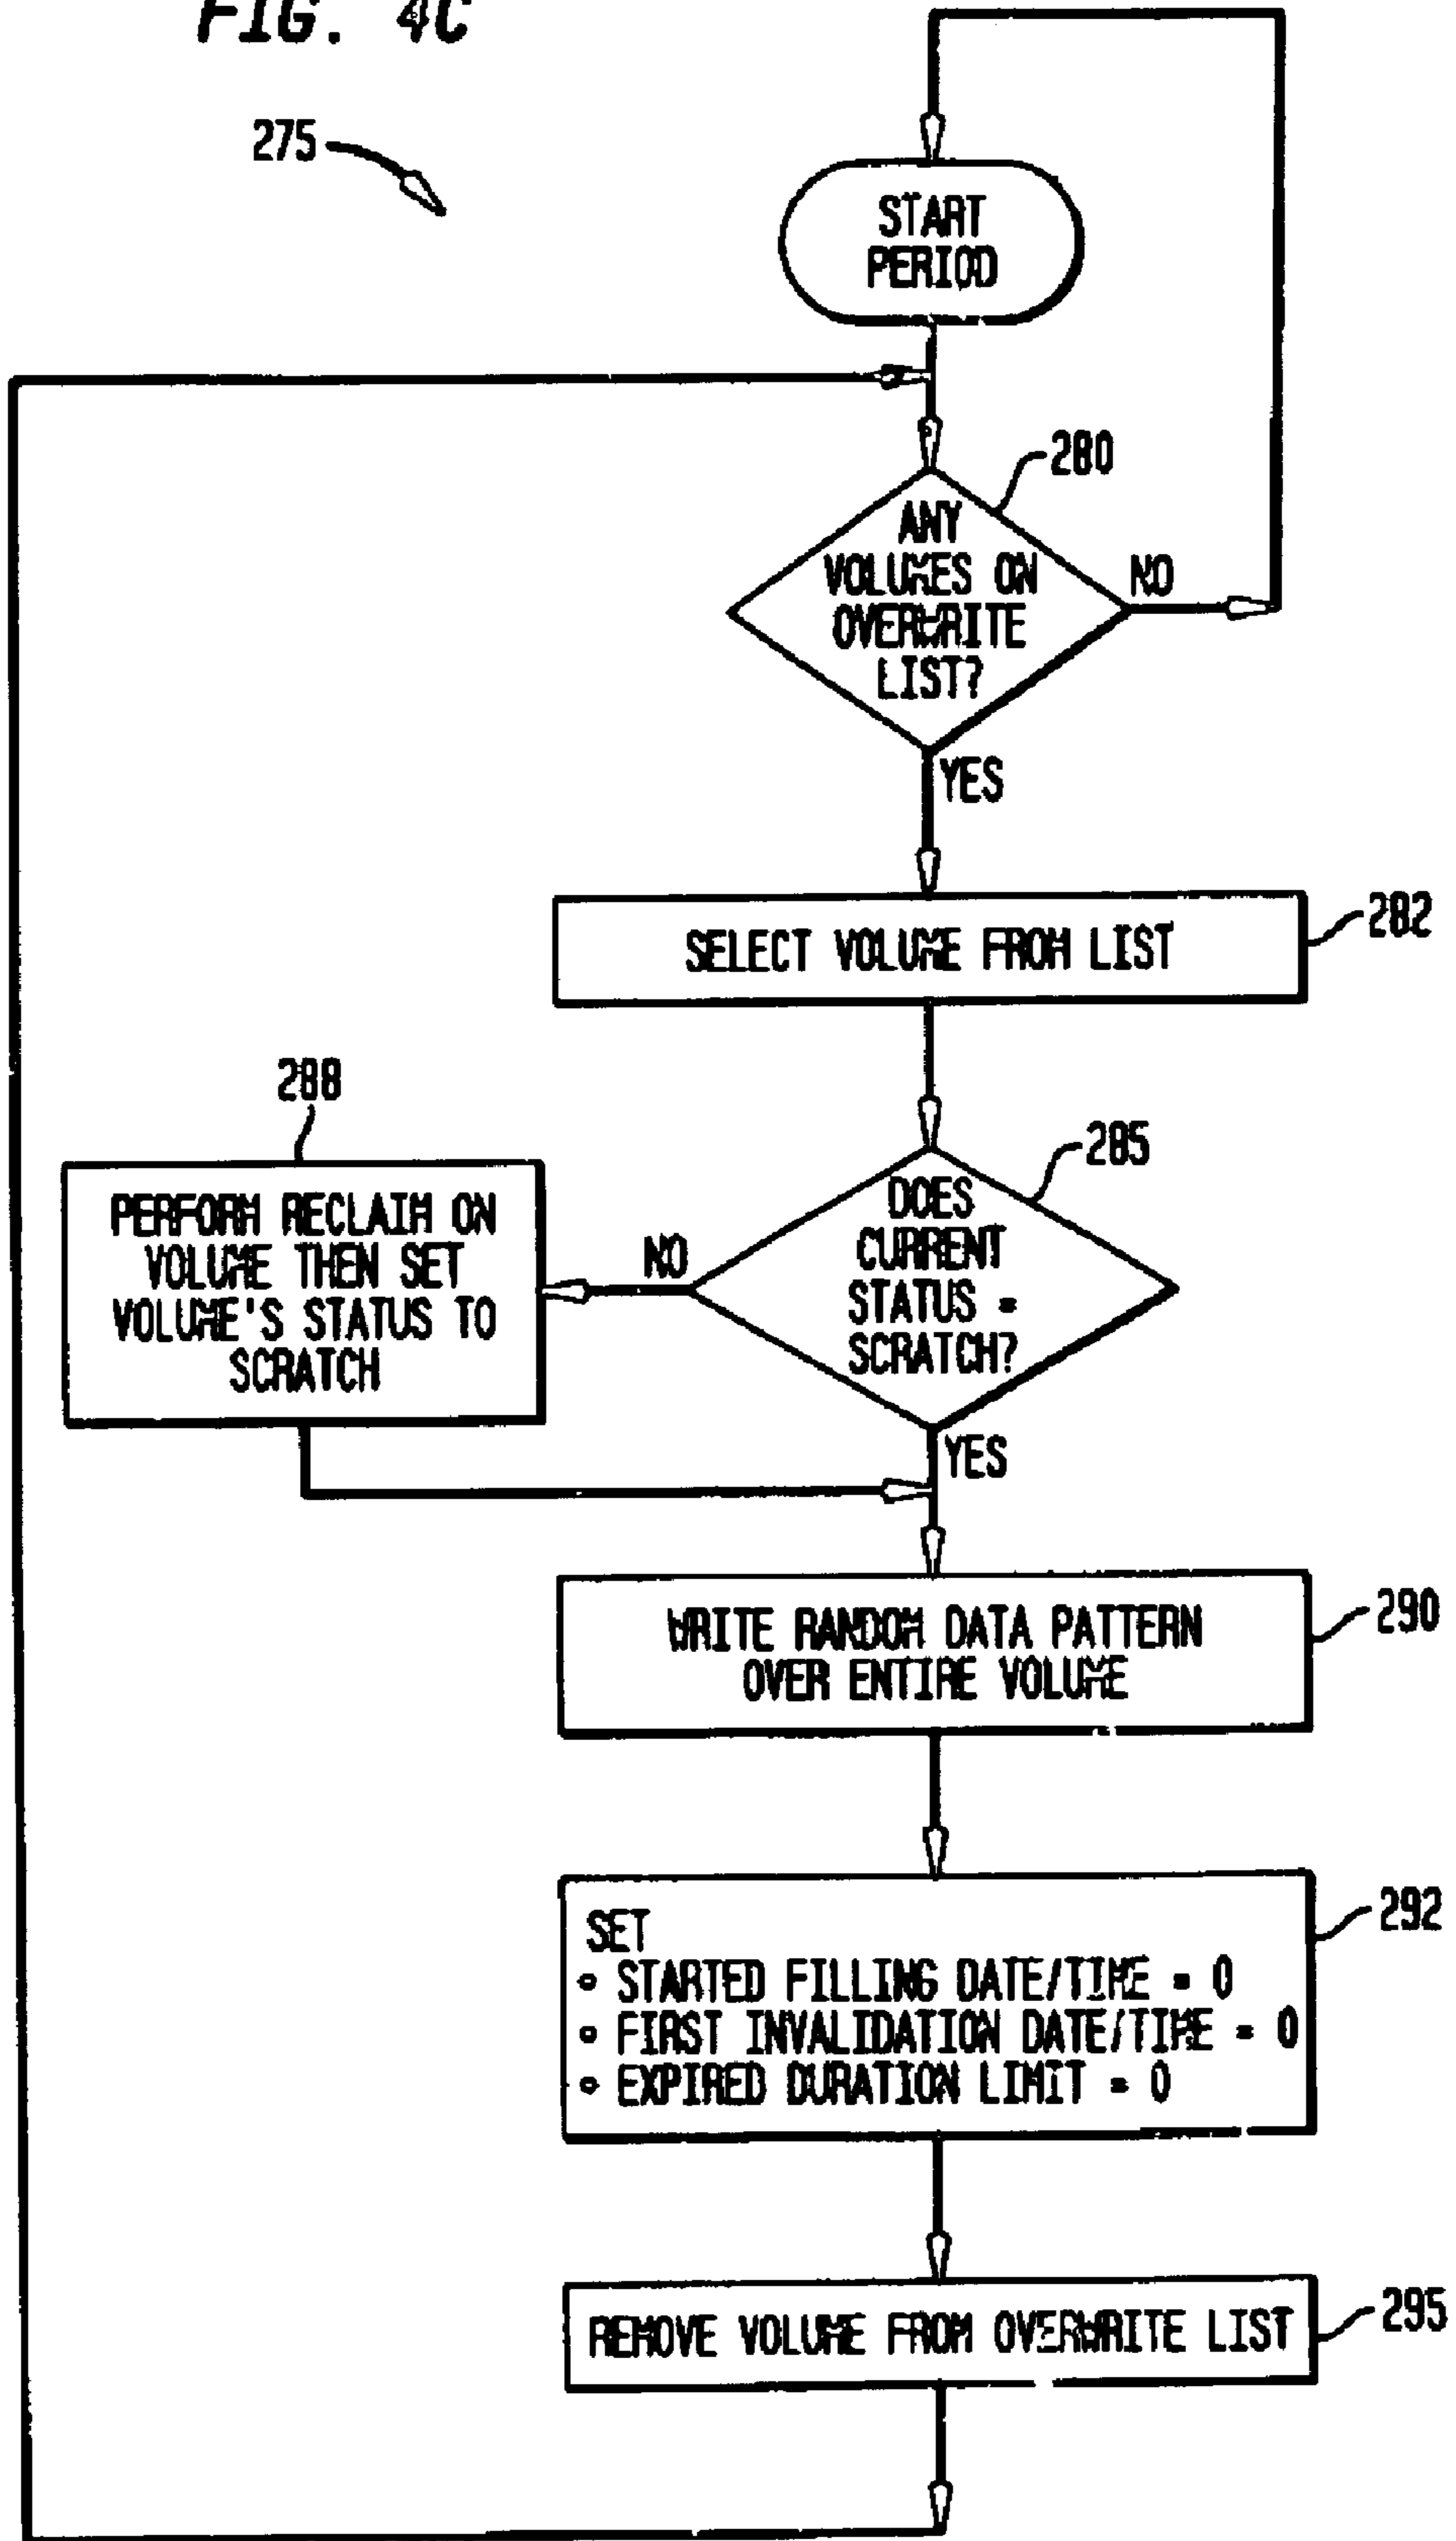 FIG. 4C
275
START
PERIOD
280
ANY
VOLUMES ON
OVERWRITE
LIST?
NO
YES
SELECT VOLUME FROM LIST
282
288
285
DOES
CURRENT
STATUS =
SCRATCH?
NO
PERFORM RECLAIM ON
VOLUME THEN SET
VOLUME'S STATUS TO
SCRATCH
YES
WRITE RANDOM DATA PATTERN
OVER ENTIRE VOLUME
290
292
SET
• STARTED FILLING DATE/TIME = 0
• FIRST INVALIDATION DATE/TIME = 0
• EXPIRED DURATION LIMIT = 0
REMOVE VOLUME FROM OVERWRITE LIST
295